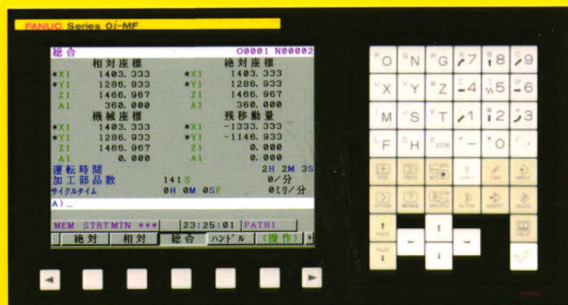 FANUC Series 0i-MF
総合 O0001 N00002
相対座標 絶対座標
*X1 1403.333 *X1 1403.333
*Y1 1286.933 *Y1 1286.933
Z1 1466.967 Z1 1466.967
A1 360.000 A1 360.000
機械座標 残移動量
*X1 1403.333 *X1 -1333.333
*Y1 1286.933 *Y1 -1146.933
Z1 1466.967 Z1 0.000
A1 0.000 A1 0.000
運転時間 2H 2M 3S
加工部品数 141S 0/分
サイクルタイム 0H 0M 0S F 0ミリ/分
A)_
MEM STRT MTN *** 23:25:01 PATH1
絶対 相対 総合 ハンドル (操作) +
O N G 7 8 9
X Y Z 4 5 6
M S T 1 2 3
F H EOB - 0 .